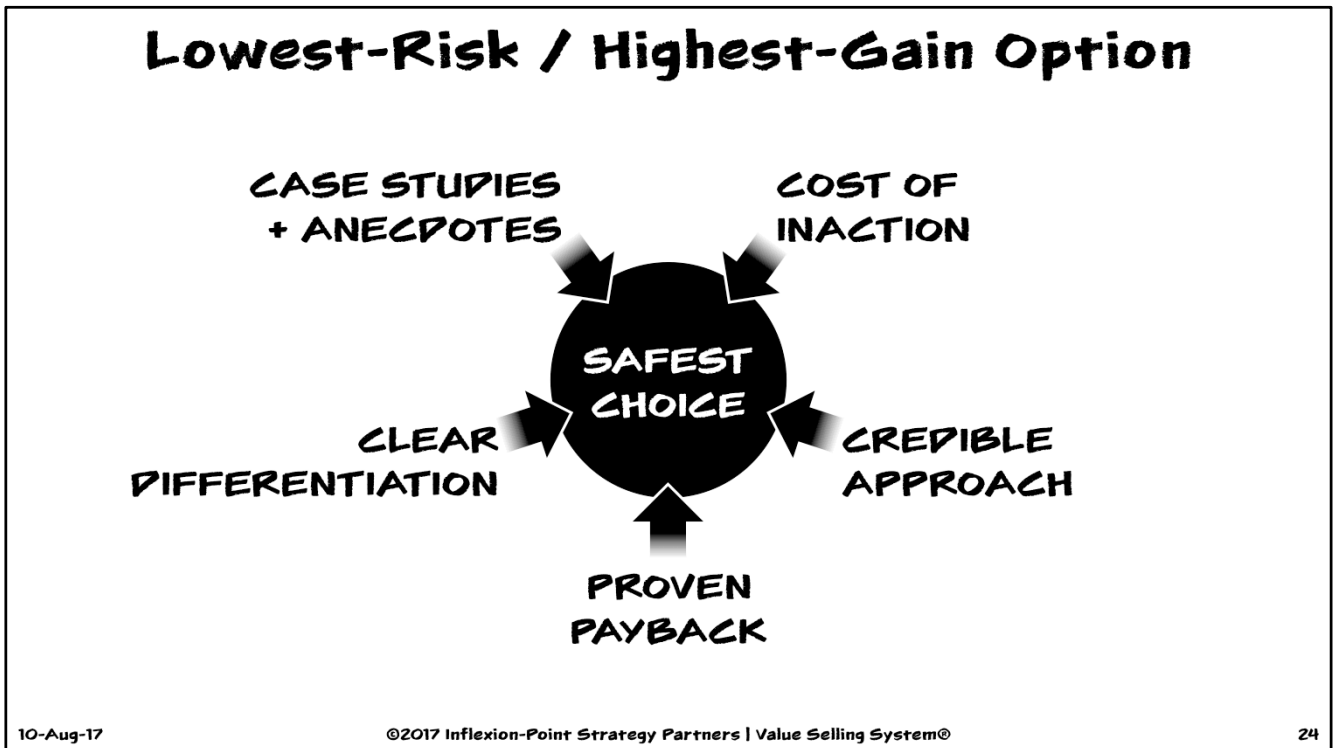 Lowest-Risk / Highest-Gain Option
CASE STUDIES
+ ANECDOTES
COST OF
INACTION
SAFEST
CHOICE
CLEAR
DIFFERENTIATION
CREDIBLE
APPROACH
PROVEN
PAYBACK
10-Aug-17
©2017 Inflexion-Point Strategy Partners | Value Selling System®
24